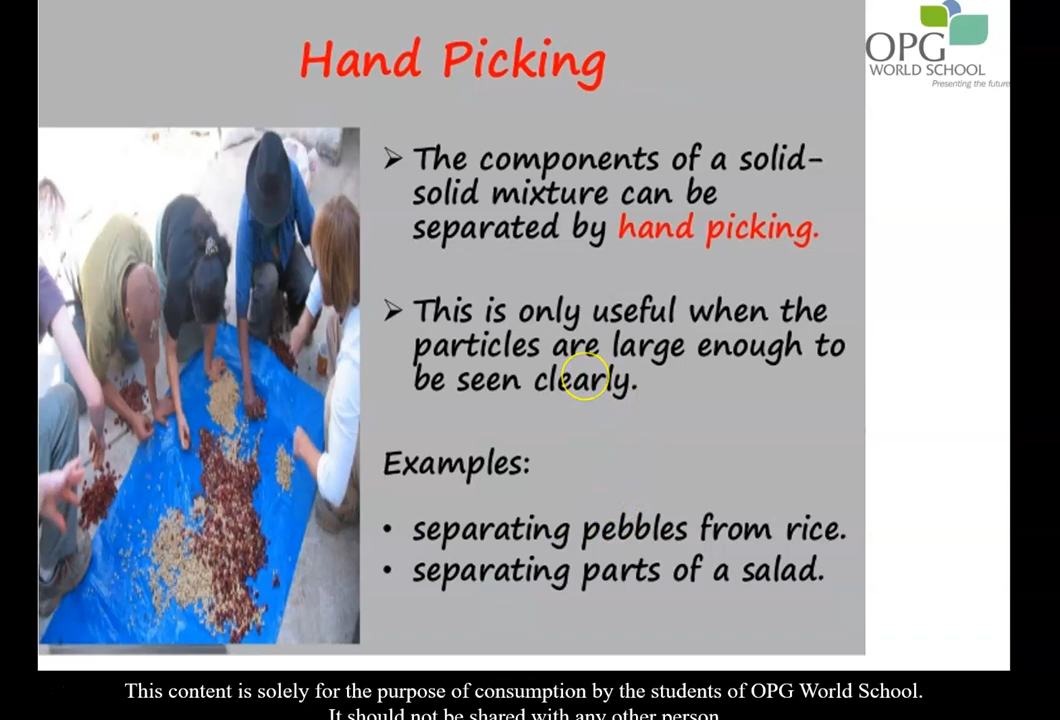 Hand Picking
OPG
WORLD SCHOOL
Presenting the future
➢ The components of a solid-
solid mixture can be
separated by hand picking.
➢ This is only useful when the
particles are large enough to
be seen clearly.
Examples:
• separating pebbles from rice.
• separating parts of a salad.
This content is solely for the purpose of consumption by the students of OPG World School.
It should not be shared with any other person